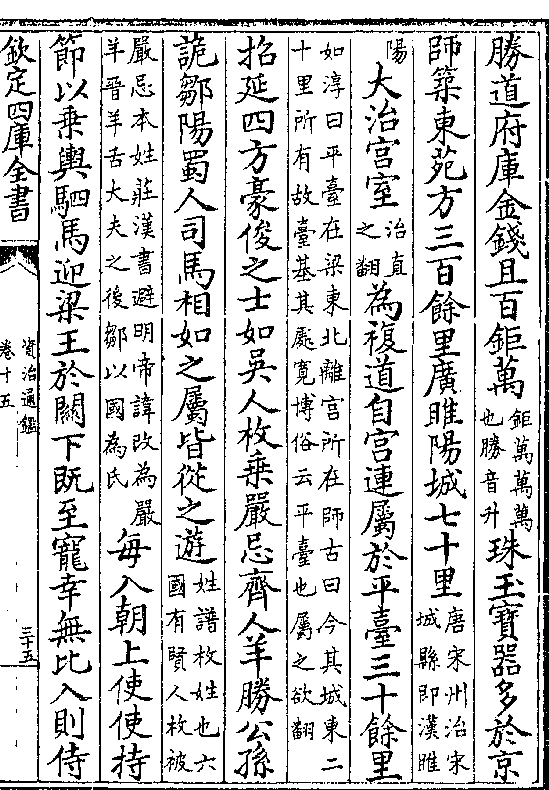 勝道府庫金錢且百鉅萬鉅萬萬萬
也勝音升珠玉寶器多於京
師築東苑方三百餘里廣睢陽城七十里唐宋州治宋
城縣即漢睢
陽大治宫室治直
之翻為複道自宫連屬於平臺三十餘里
如淳曰平臺在梁東北離宫所在師古曰今其城東二
十里所有故臺基其處寛博俗云平臺也屬之欲翻
招延四方豪俊之士如吳人枚乗嚴忌齊人羊勝公孫
詭鄒陽蜀人司馬相如之屬皆從之遊姓譜枚姓也六
國有賢人枚被
嚴忌本姓莊漢書避明帝諱改為嚴
羊晉羊舌大夫之後鄒以國為氏每入朝上使使持
節以乗輿駟馬迎梁王於闕下既至寵幸無比入則侍
欽定四庫全書
資治通鑑
卷十五
三十五